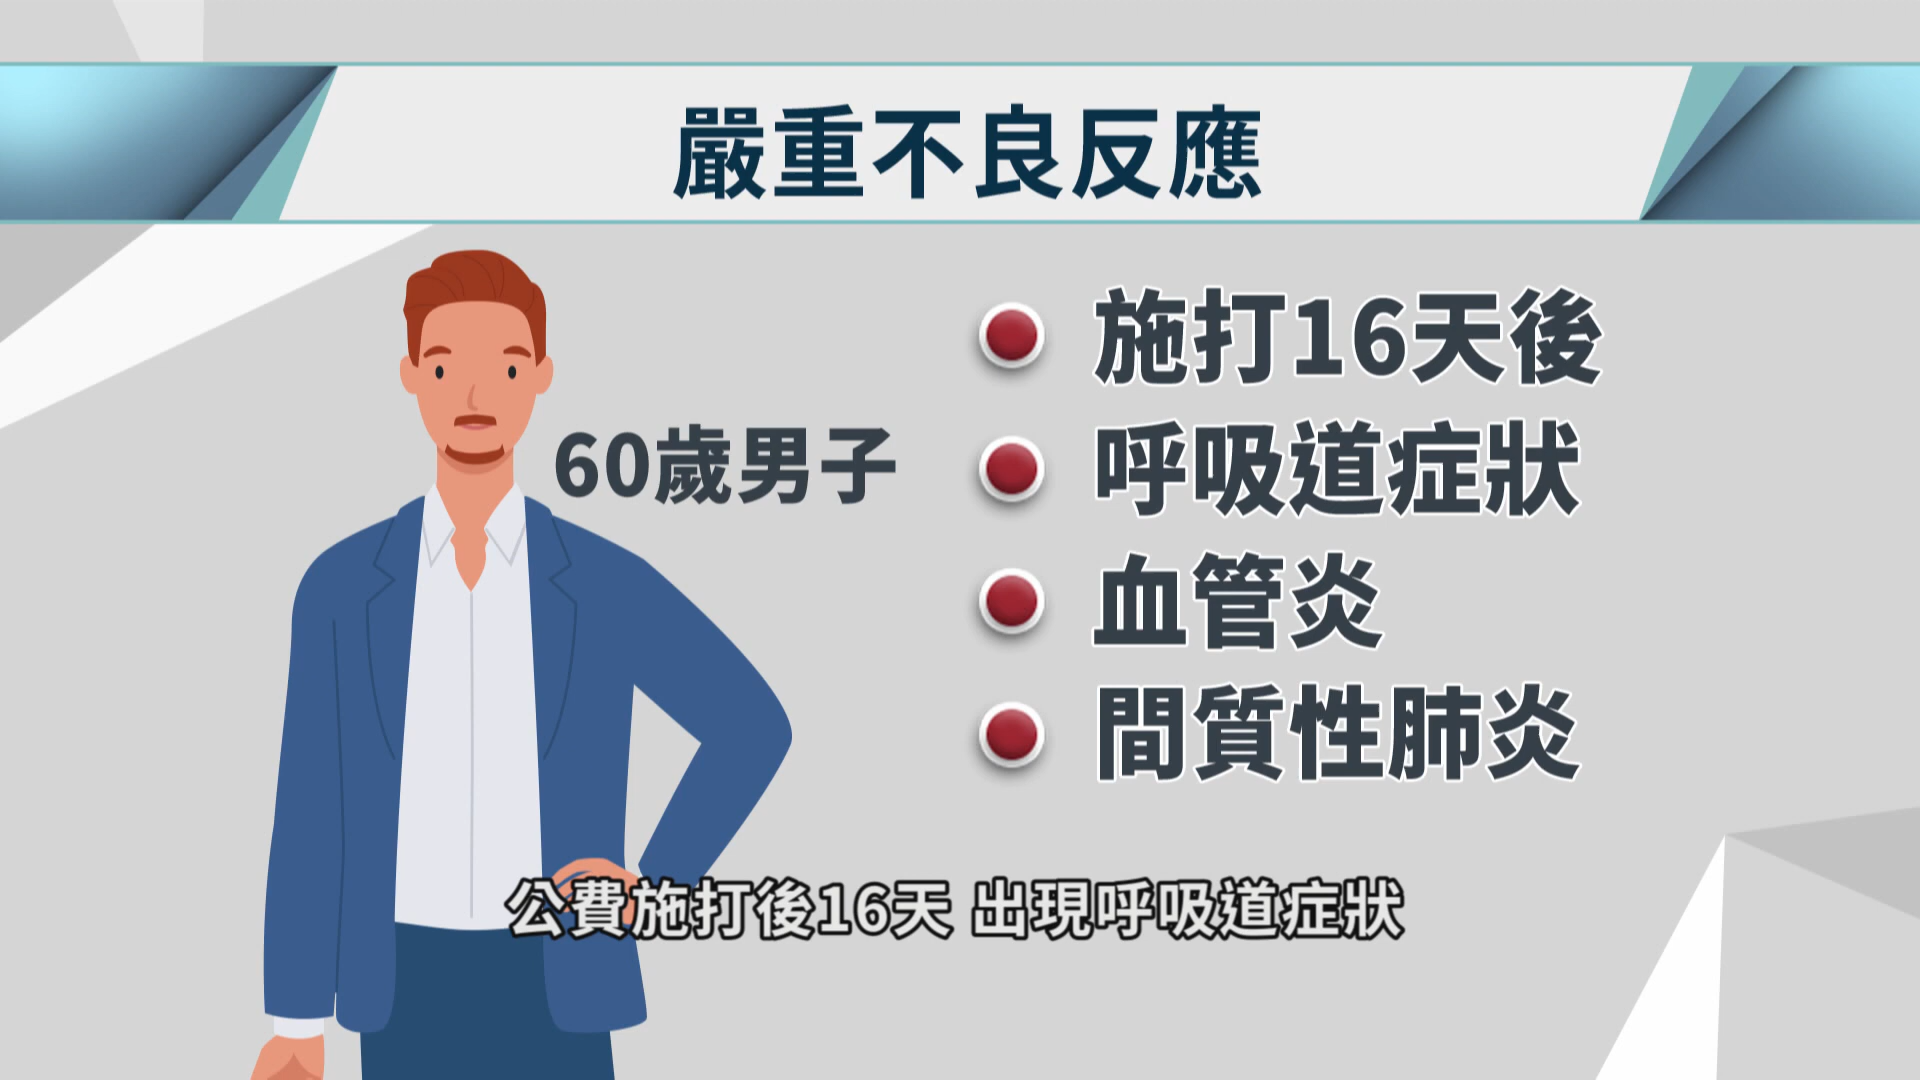 嚴重不良反應
60歲男子
施打16天後
呼吸道症狀
血管炎
間質性肺炎
公費施打後16天 出現呼吸道症狀